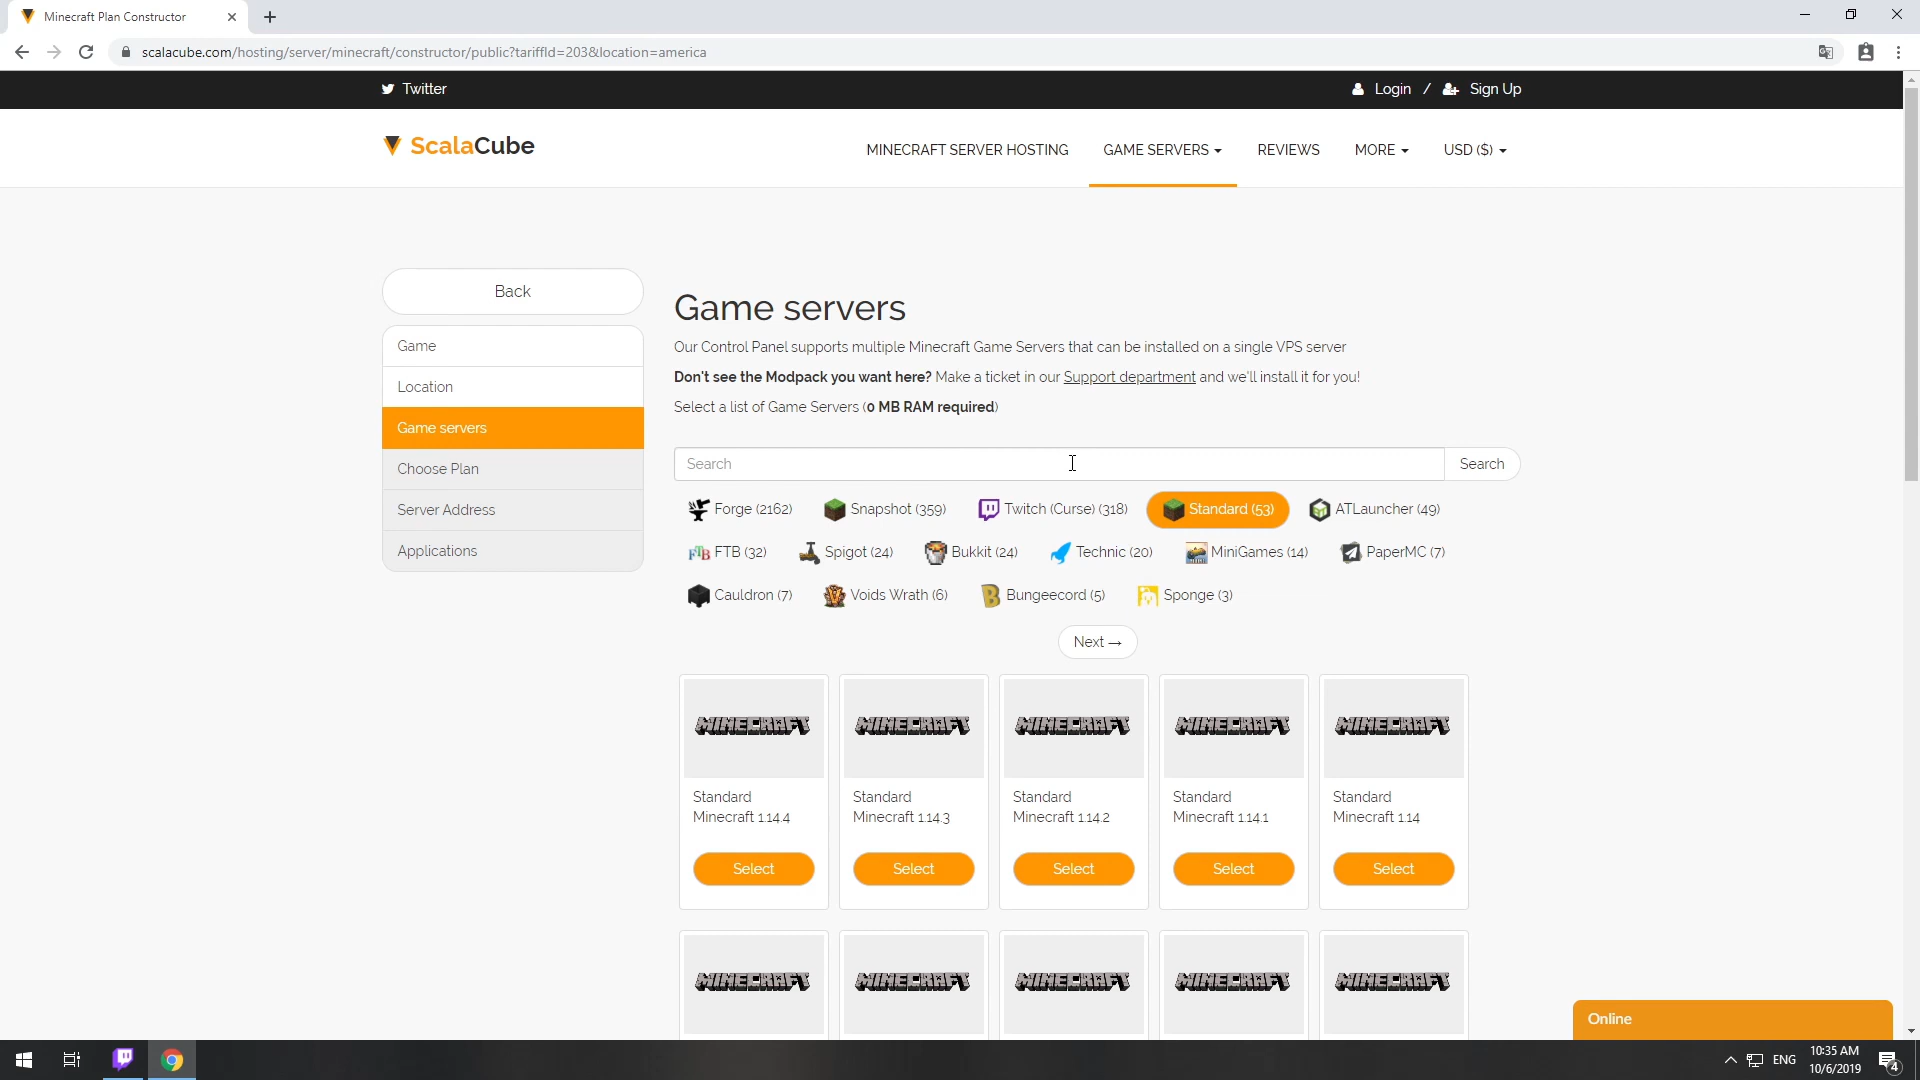 Minecraft Plan Constructor
scalacube.com/hosting/server/minecraft/constructor/public?tariffId=203&location=america
Twitter
Login / Sign Up
ScalaCube
MINECRAFT SERVER HOSTING GAME SERVERS REVIEWS MORE USD ($)
Back
Game
Location
Game servers
Choose Plan
Server Address
Applications
Game servers
Our Control Panel supports multiple Minecraft Game Servers that can be installed on a single VPS server
Don't see the Modpack you want here? Make a ticket in our Support department and we'll install it for you!
Select a list of Game Servers (0 MB RAM required)
Search Search
Forge (2162) Snapshot (359) Twitch (Curse) (318) Standard (53) ATLauncher (49)
FTB FTB (32) Spigot (24) Bukkit (24) Technic (20) MiniGames (14) PaperMC (7)
Cauldron (7) Voids Wrath (6) Bungeecord (5) Sponge (3)
Next →
MINECRAFT MINECRAFT MINECRAFT MINECRAFT MINECRAFT
Standard Standard Standard Standard Standard
Minecraft 1.14.4 Minecraft 1.14.3 Minecraft 1.14.2 Minecraft 1.14.1 Minecraft 1.14
Select Select Select Select Select
MINECRAFT MINECRAFT MINECRAFT MINECRAFT MINECRAFT
Online
ENG
10:35 AM
10/6/2019
4